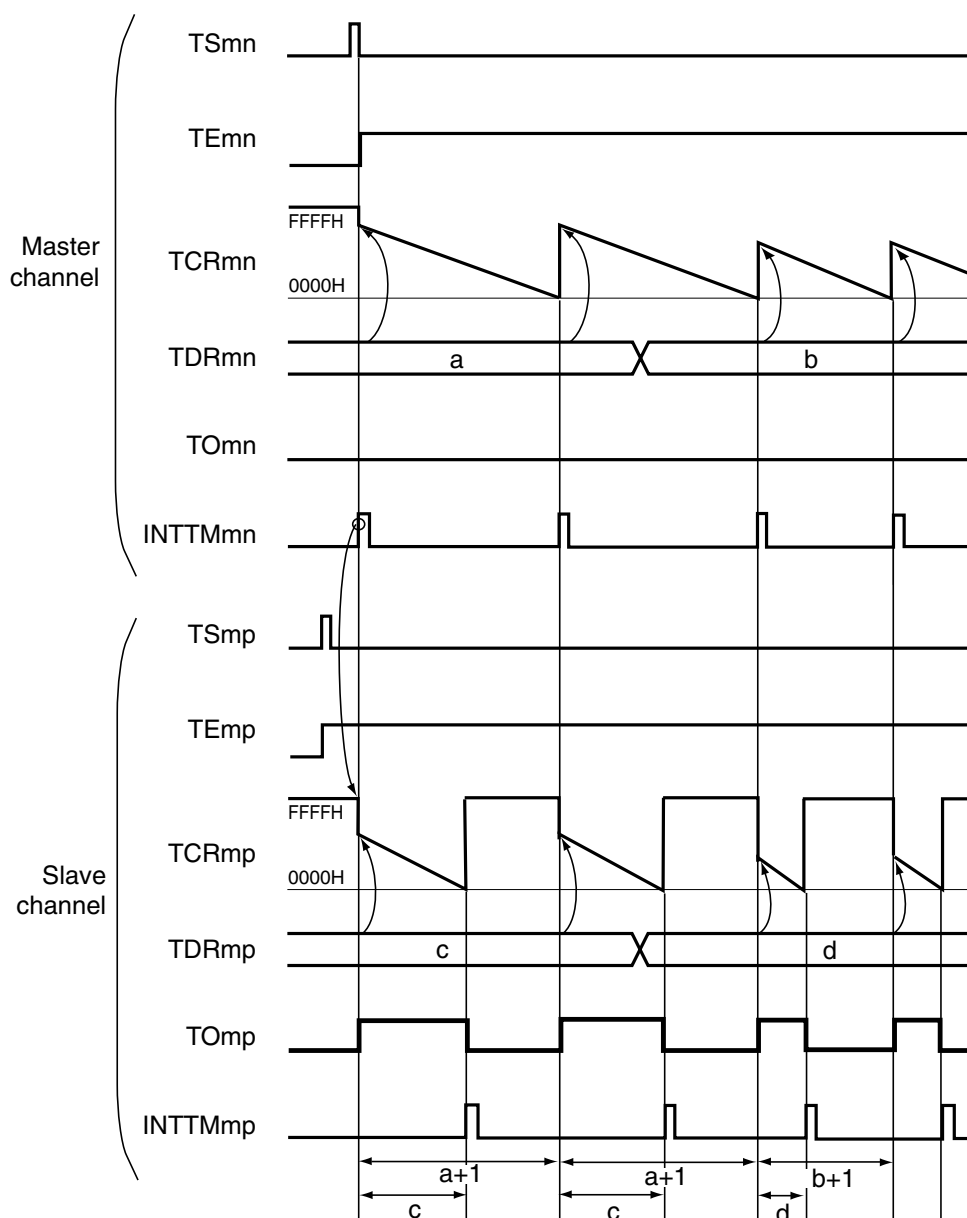 TSmn
TEmn
FFFFH
Master
channel
TCRmn
0000H
TDRmn
a
b
TOmn
INTTMmn
TSmp
TEmp
FFFFH
TCRmp
Slave
channel
0000H
TDRmp
c
d
TOmp
INTTMmp
a+1
a+1
b+1
c
c
d